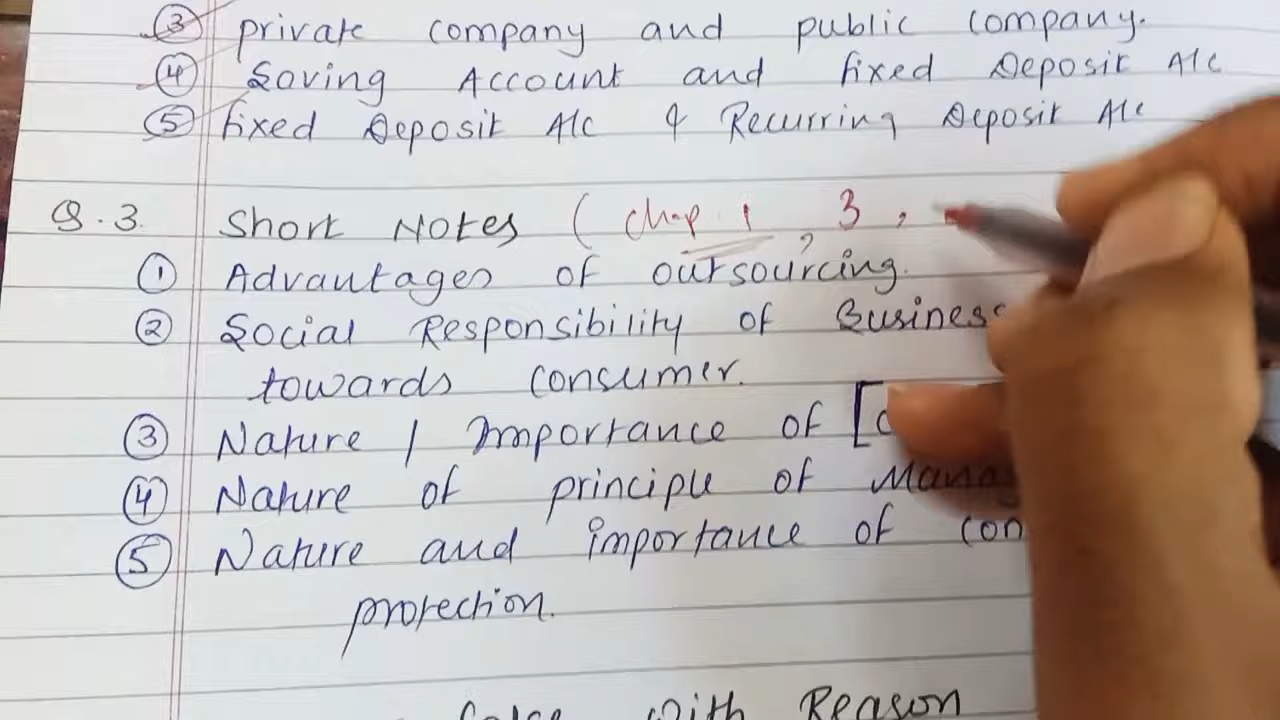 ③ private company and public company.
④ Saving Account and fixed Deposit A/c
⑤ fixed Deposit A/c & Recurring Deposit A/c
Q.3. Short Notes ( Chap. 1, 3,
① Advantages of outsourcing.
② Social Responsibility of Business
towards consumer.
③ Nature / Importance of [
④ Nature of principle of
⑤ Nature and importance of
protection.
with Reason